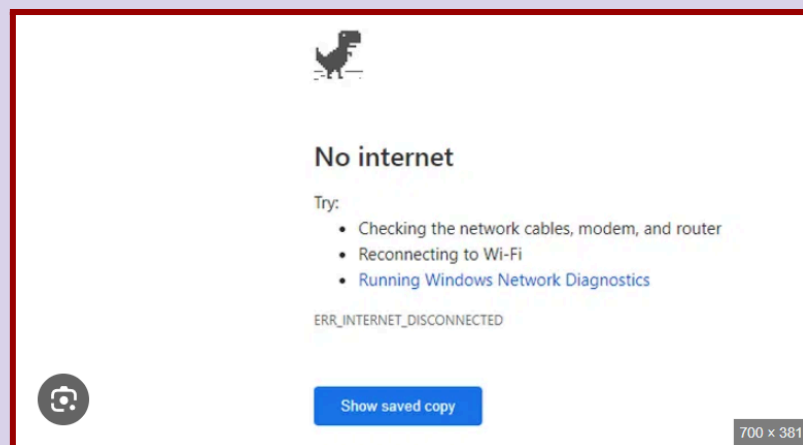 No internet
Try:
• Checking the network cables, modem, and router
• Reconnecting to Wi-Fi
• Running Windows Network Diagnostics
ERR_INTERNET_DISCONNECTED
Show saved copy
700 × 381